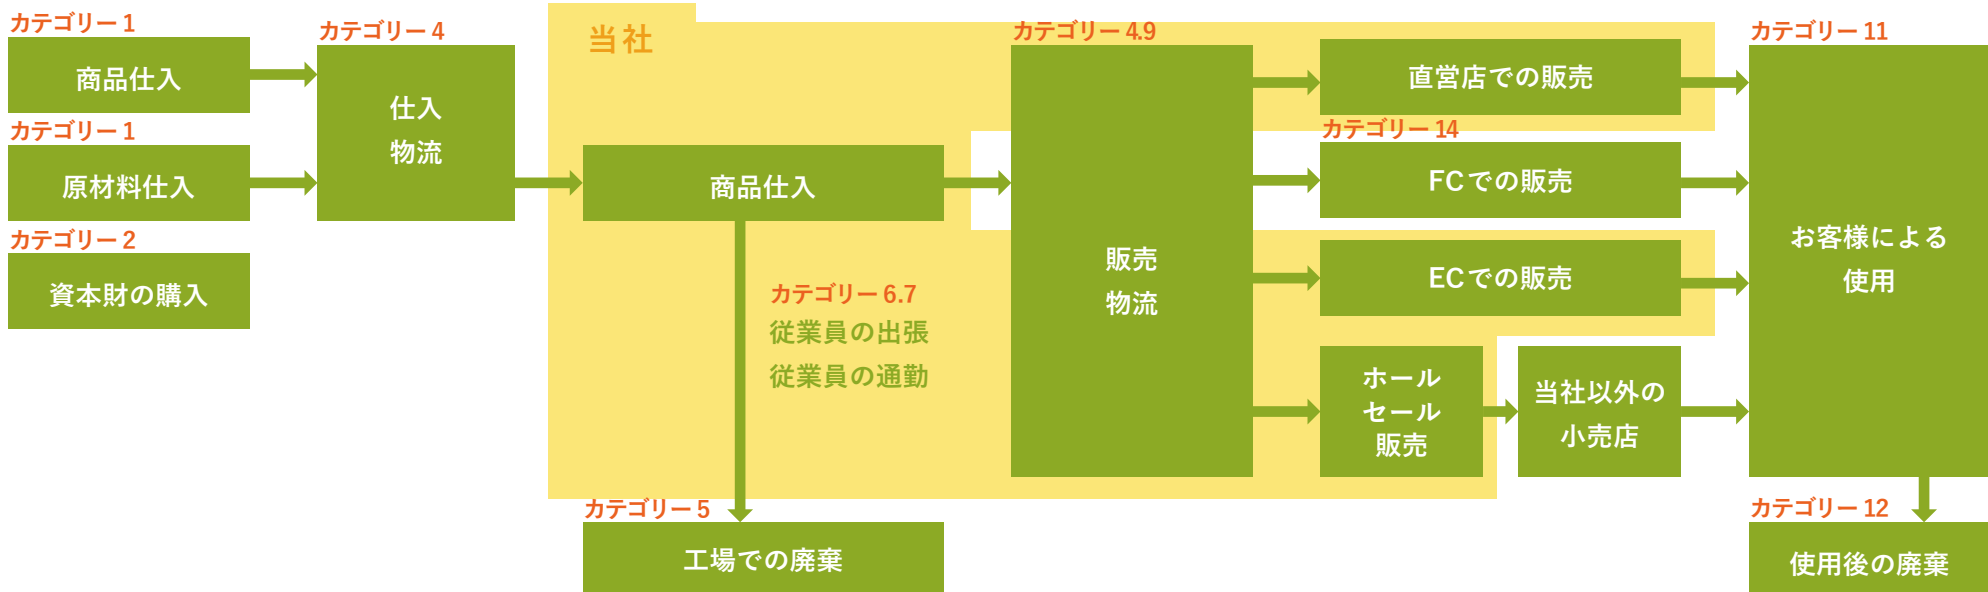 カテゴリー 1
商品仕入
カテゴリー 1
原材料仕入
カテゴリー 2
資本財の購入
カテゴリー 4
仕入
物流
当社
商品仕入
カテゴリー 6.7
従業員の出張
従業員の通勤
カテゴリー 5
工場での廃棄
カテゴリー 4.9
販売
物流
直営店での販売
カテゴリー 14
FCでの販売
ECでの販売
ホール
セール
販売
当社以外の
小売店
カテゴリー 11
お客様による
使用
カテゴリー 12
使用後の廃棄